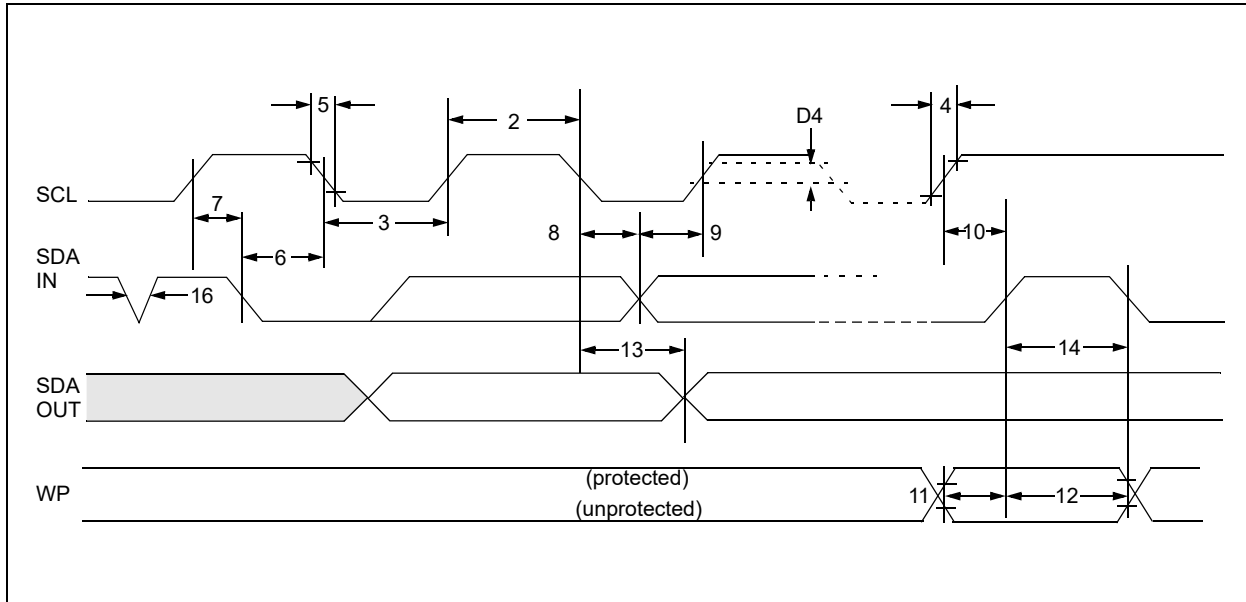 5
2
D4
4
SCL
7
3
8
9
10
SDA
IN
6
16
13
14
SDA
OUT
WP
(protected)
(unprotected)
11
12